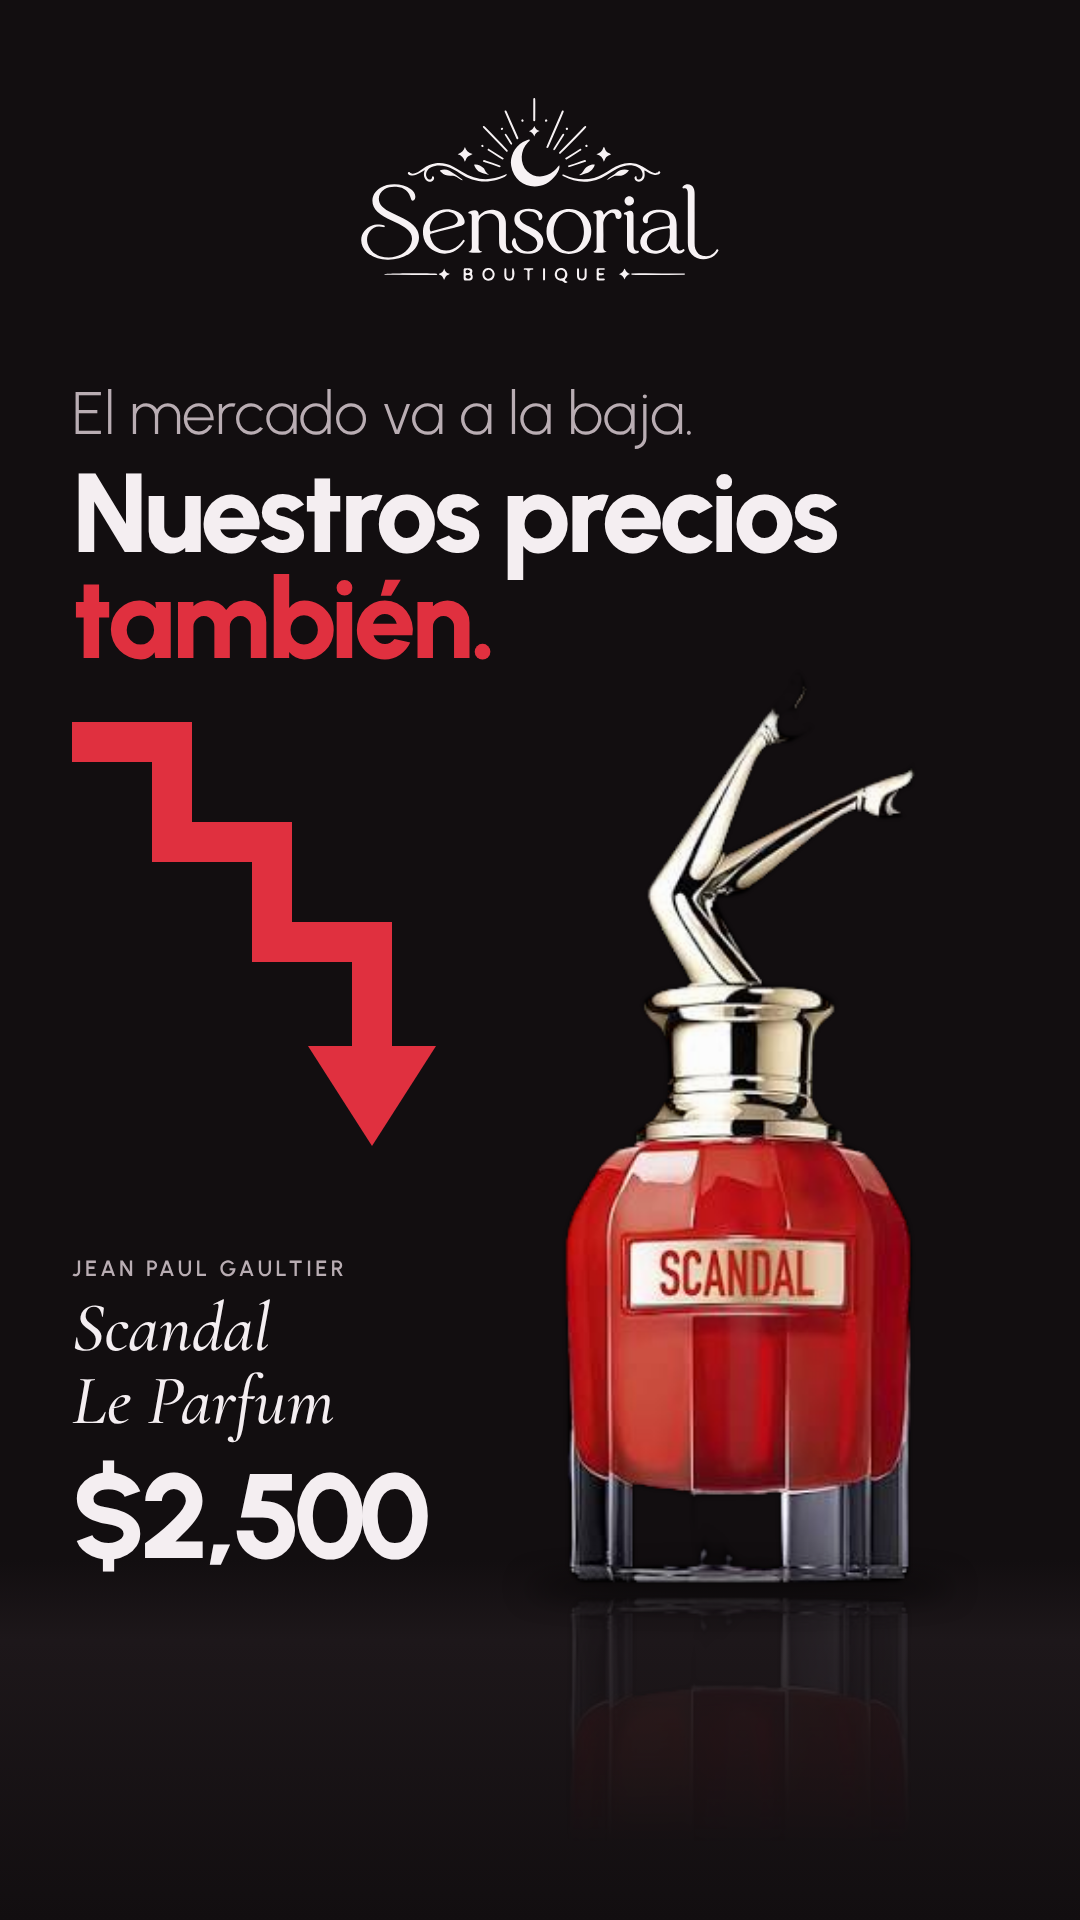 Sensorial
BOUTIQUE
El mercado va a la baja.
Nuestros precios
también.
SCANDAL
JEAN PAUL GAULTIER
Scandal
Le Parfum
$2,500